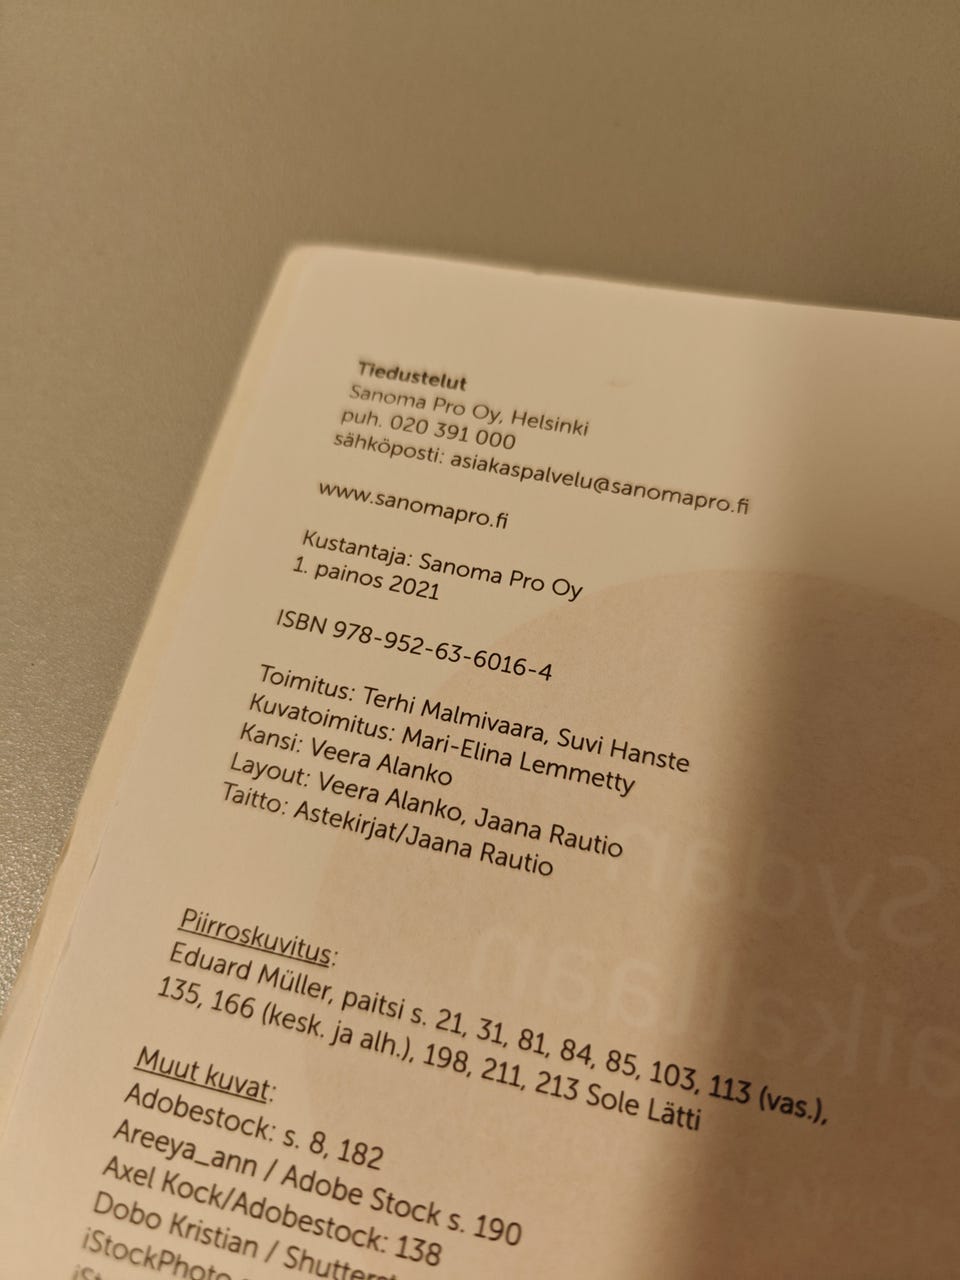 Tiedustelut
Sanoma Pro Oy, Helsinki
puh. 020 391 000
sähköposti: asiakaspalvelu@sanomapro.fi
www.sanomapro.fi
Kustantaja: Sanoma Pro Oy
1. painos 2021
ISBN 978-952-63-6016-4
Toimitus: Terhi Malmivaara, Suvi Hanste
Kuvatoimitus: Mari-Elina Lemmetty
Kansi: Veera Alanko
Layout: Veera Alanko, Jaana Rautio
Taitto: Astekirjat/Jaana Rautio
Piirroskuvitus:
Eduard Müller, paitsi s. 21, 31, 81, 84, 85, 103, 113 (vas.),
135, 166 (kesk. ja alh.), 198, 211, 213 Sole Lätti
Muut kuvat:
Adobestock: s. 8, 182
Areeya_ann / Adobe Stock s. 190
Axel Kock/Adobestock: 138
Dobo Kristian /
iStockPhoto